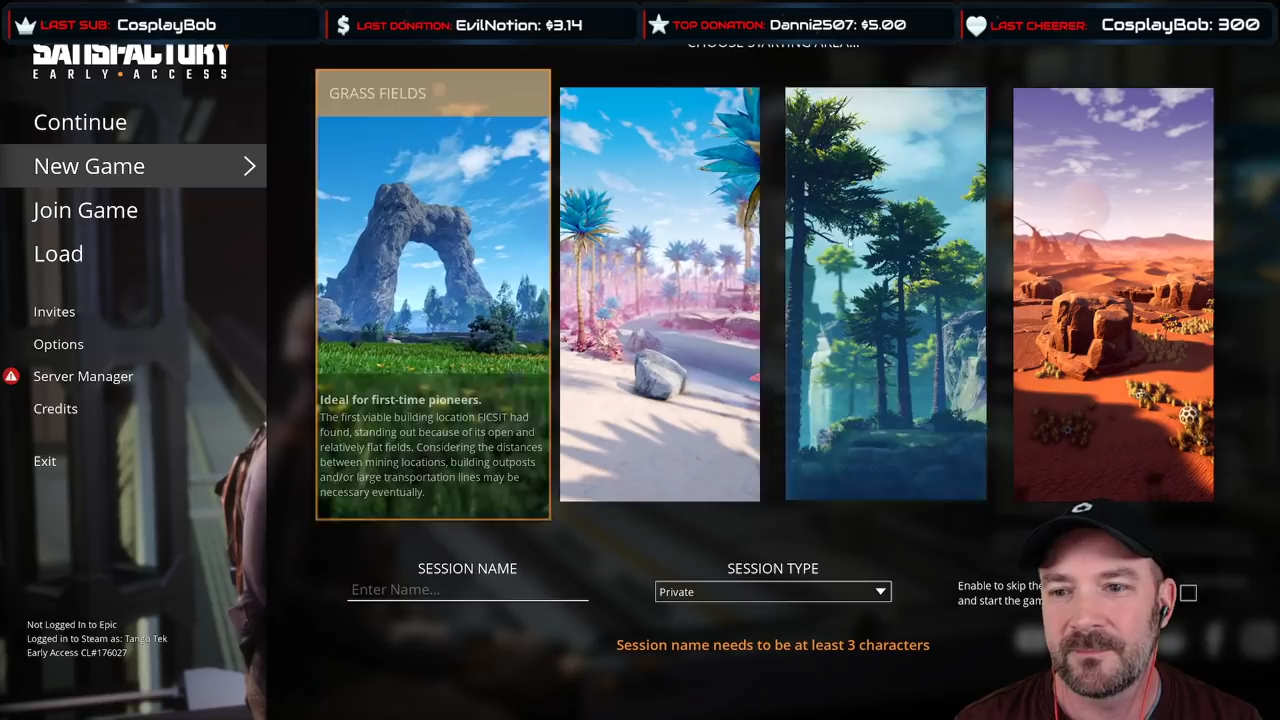 LAST SUB: CosplayBob
LAST DONATION: EvilNotion: $3.14
TOP DONATION: Danni2507: $5.00
LAST CHEERER: CosplayBob: 300
SATISFACTORY
EARLY ACCESS
Continue
New Game
Join Game
Load
Invites
Options
Server Manager
Credits
Exit
Not Logged In to Epic
Logged in to Steam as: Tango Tek
Early Access CL#176027
CHOOSE STARTING AREA...
GRASS FIELDS
Ideal for first-time pioneers.
The first viable building location FICSIT had
found, standing out because of its open and
relatively flat fields. Considering the distances
between mining locations, building outposts
and/or large transportation lines may be
necessary eventually.
SESSION NAME
Enter Name...
SESSION TYPE
Private
Enable to skip the
and start the gam
Session name needs to be at least 3 characters